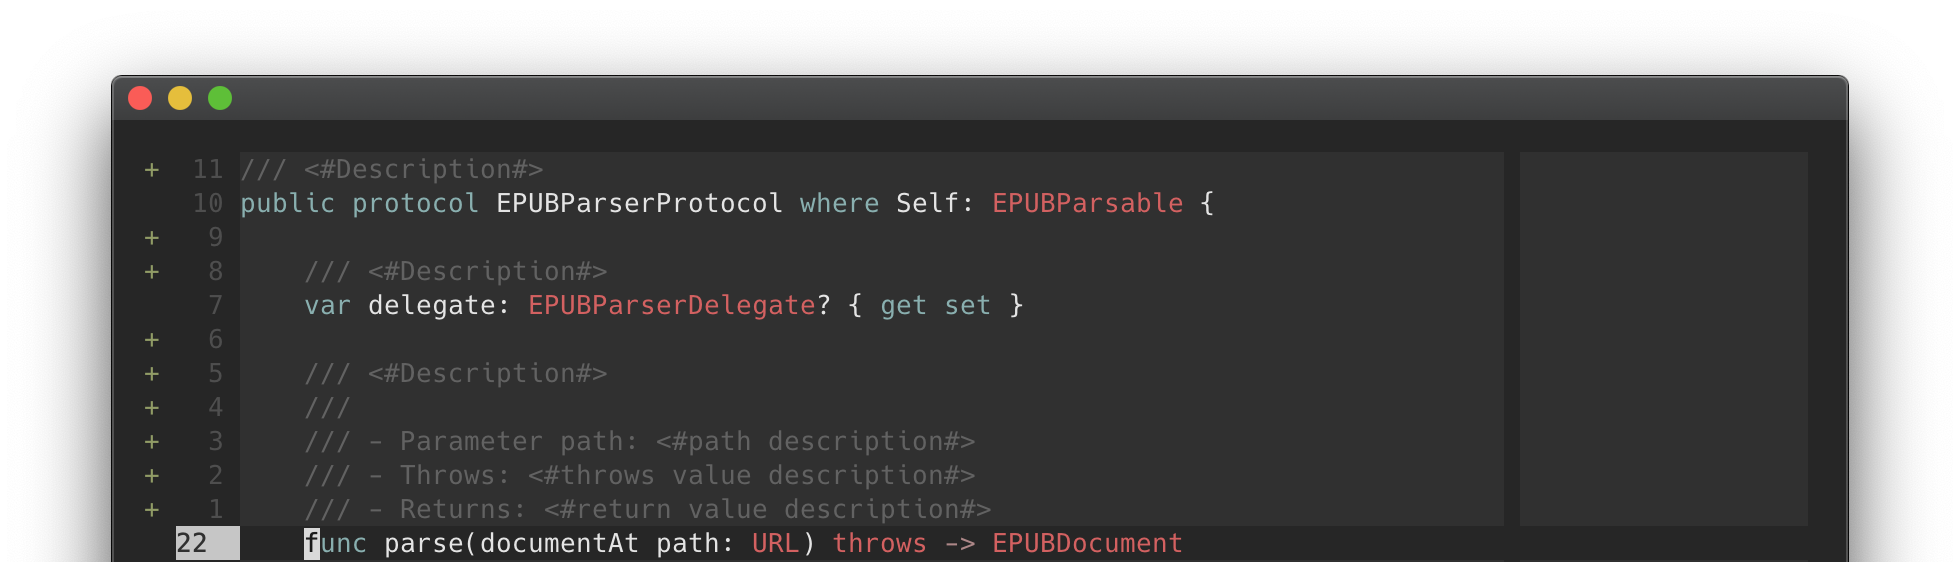 + 11 /// <#Description#>
10 public protocol EPUBParserProtocol where Self: EPUBParsable {
+ 9
+ 8 /// <#Description#>
7 var delegate: EPUBParserDelegate? { get set }
+ 6
+ 5 /// <#Description#>
+ 4 ///
+ 3 /// - Parameter path: <#path description#>
+ 2 /// - Throws: <#throws value description#>
+ 1 /// - Returns: <#return value description#>
22 func parse(documentAt path: URL) throws -> EPUBDocument